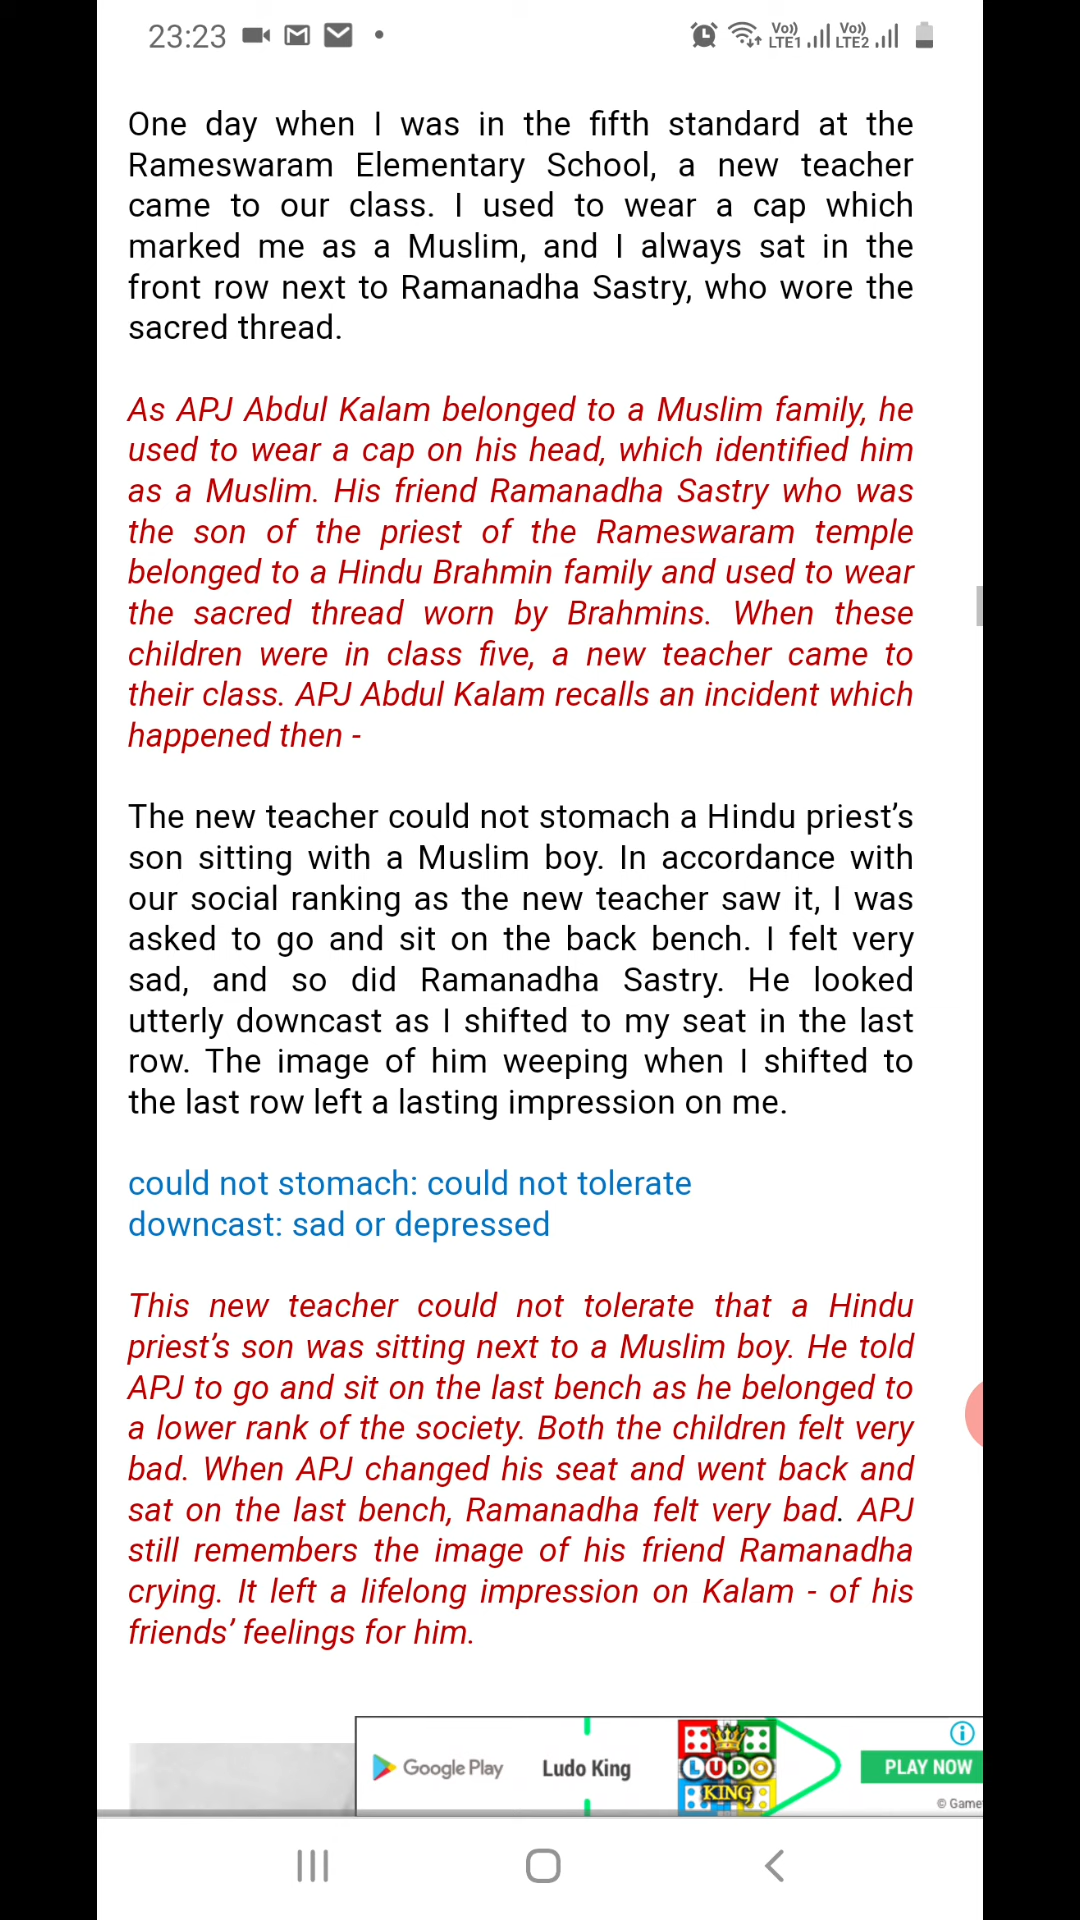 23:23
Vo)) LTE1 Vo)) LTE2
One day when I was in the fifth standard at the
Rameswaram Elementary School, a new teacher
came to our class. I used to wear a cap which
marked me as a Muslim, and I always sat in the
front row next to Ramanadha Sastry, who wore the
sacred thread.
As APJ Abdul Kalam belonged to a Muslim family, he
used to wear a cap on his head, which identified him
as a Muslim. His friend Ramanadha Sastry who was
the son of the priest of the Rameswaram temple
belonged to a Hindu Brahmin family and used to wear
the sacred thread worn by Brahmins. When these
children were in class five, a new teacher came to
their class. APJ Abdul Kalam recalls an incident which
happened then -
The new teacher could not stomach a Hindu priest’s
son sitting with a Muslim boy. In accordance with
our social ranking as the new teacher saw it, I was
asked to go and sit on the back bench. I felt very
sad, and so did Ramanadha Sastry. He looked
utterly downcast as I shifted to my seat in the last
row. The image of him weeping when I shifted to
the last row left a lasting impression on me.
could not stomach: could not tolerate
downcast: sad or depressed
This new teacher could not tolerate that a Hindu
priest’s son was sitting next to a Muslim boy. He told
APJ to go and sit on the last bench as he belonged to
a lower rank of the society. Both the children felt very
bad. When APJ changed his seat and went back and
sat on the last bench, Ramanadha felt very bad. APJ
still remembers the image of his friend Ramanadha
crying. It left a lifelong impression on Kalam - of his
friends’ feelings for him.
Google Play Ludo King LUDO KING PLAY NOW
© Game